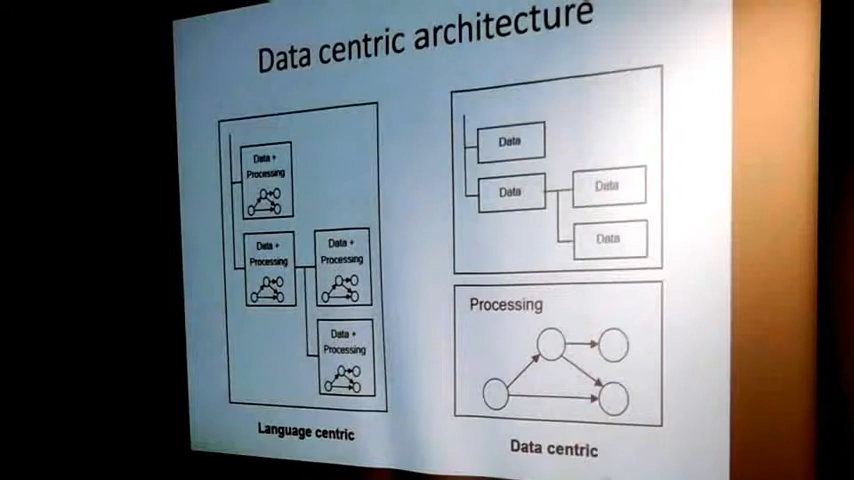 Data centric architecture
Data +
Processing
Data +
Processing
Data +
Processing
Data +
Processing
Language centric
Data
Data
Data
Data
Processing
Data centric